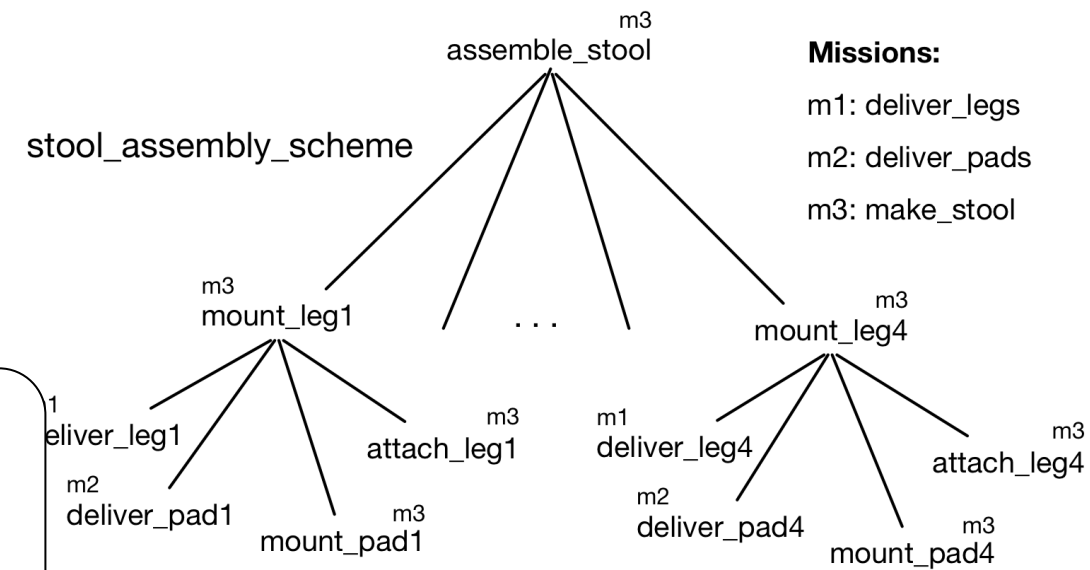 m3
assemble_stool
Missions:
m1: deliver_legs
stool_assembly_scheme
m2: deliver_pads
m3: make_stool
m3
mount_leg1
. . .
m3
mount_leg4
1
eliver_leg1
m3
attach_leg1
m1
deliver_leg4
m3
attach_leg4
m2
deliver_pad1
m3
mount_pad1
m2
deliver_pad4
m3
mount_pad4